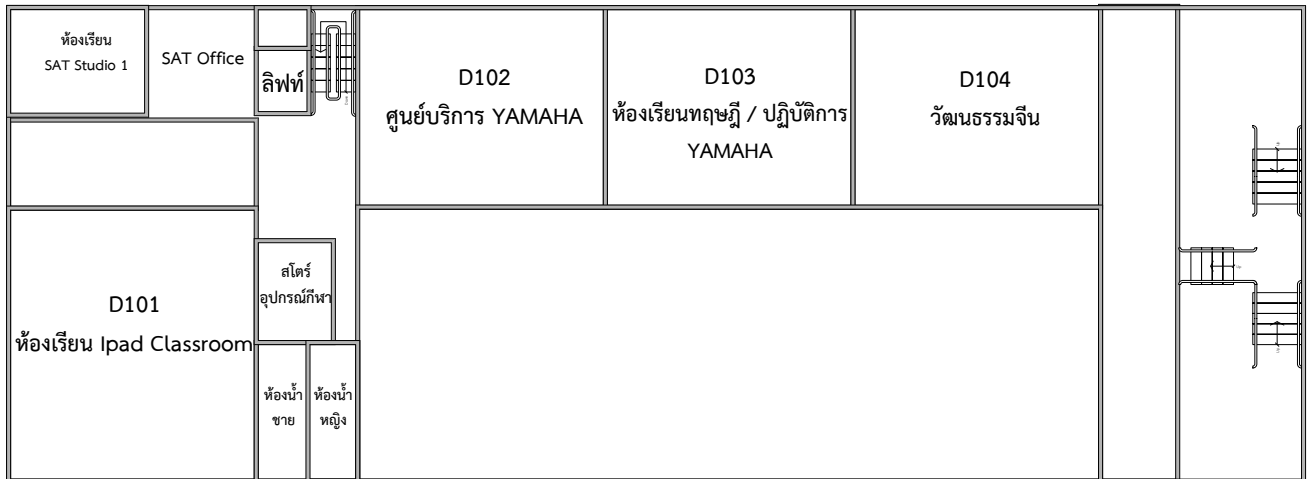 ห้องเรียน
SAT Studio 1
SAT Office
ลิฟท์
D102
ศูนย์บริการ YAMAHA
D103
ห้องเรียนทฤษฎี / ปฏิบัติการ
YAMAHA
D104
วัฒนธรรมจีน
D101
ห้องเรียน Ipad Classroom
สโตร์
อุปกรณ์กีฬา
ห้องน้ำ
ชาย
ห้องน้ำ
หญิง
Up
Up